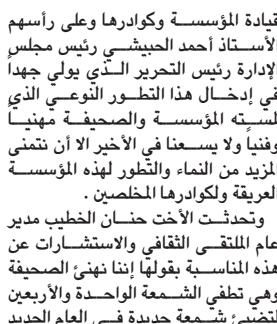 قيادة المؤسسة وكوادرها وعلى رأسهم
الأستاذ أحمد الحبيشي رئيس مجلس
الإدارة رئيس التحرير الذي يولي جهداً
في إدخال هذا التطور النوعي الذي
لمسته المؤسسة والصحيفة مهنياً
وفنياً ولا يسعنا في الأخير الا أن نتمنى
المزيد من النماء والتطور لهذه المؤسسة
العريقة ولكوادرها المخلصين .
وتحدثت الأخت حنان الخطيب مدير
عام الملتقى الثقافي والاستشارات عن
هذه المناسبة بقولها إننا نهنئ الصحيفة
وهي تطفي الشمعة الواحدة والأربعين
لتضيئ شمعة جديدة في العام الجديد